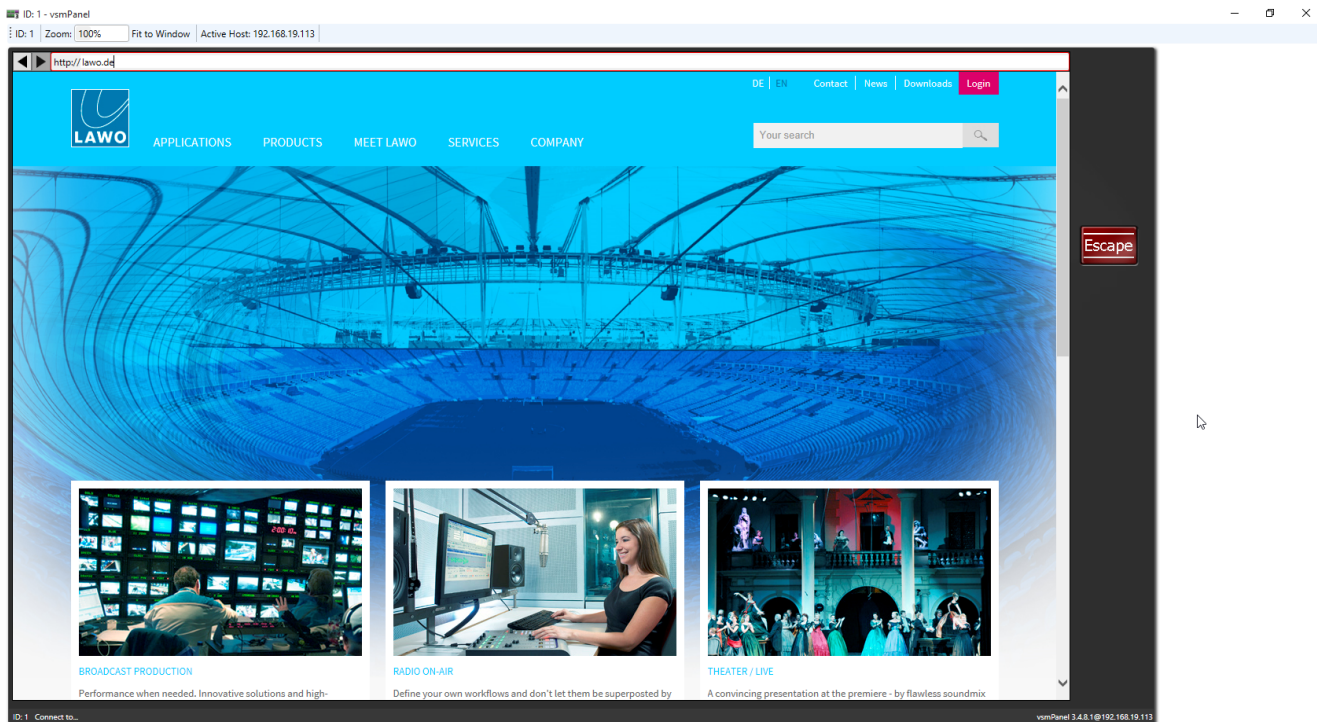 ID: 1 - vsmPanel
ID: 1 Zoom: 100% Fit to Window Active Host: 192.168.19.113
http://lawo.de
DE EN Contact News Downloads Login
LAWO
APPLICATIONS PRODUCTS MEET LAWO SERVICES COMPANY
Your search
Escape
BROADCAST PRODUCTION
Performance when needed. Innovative solutions and high-
RADIO ON-AIR
Define your own workflows and don't let them be superposted by
THEATER / LIVE
A convincing presentation at the premiere - by flawless soundmix
ID: 1 Connect to...
vsmPanel 3.4.8.1@192.168.19.113